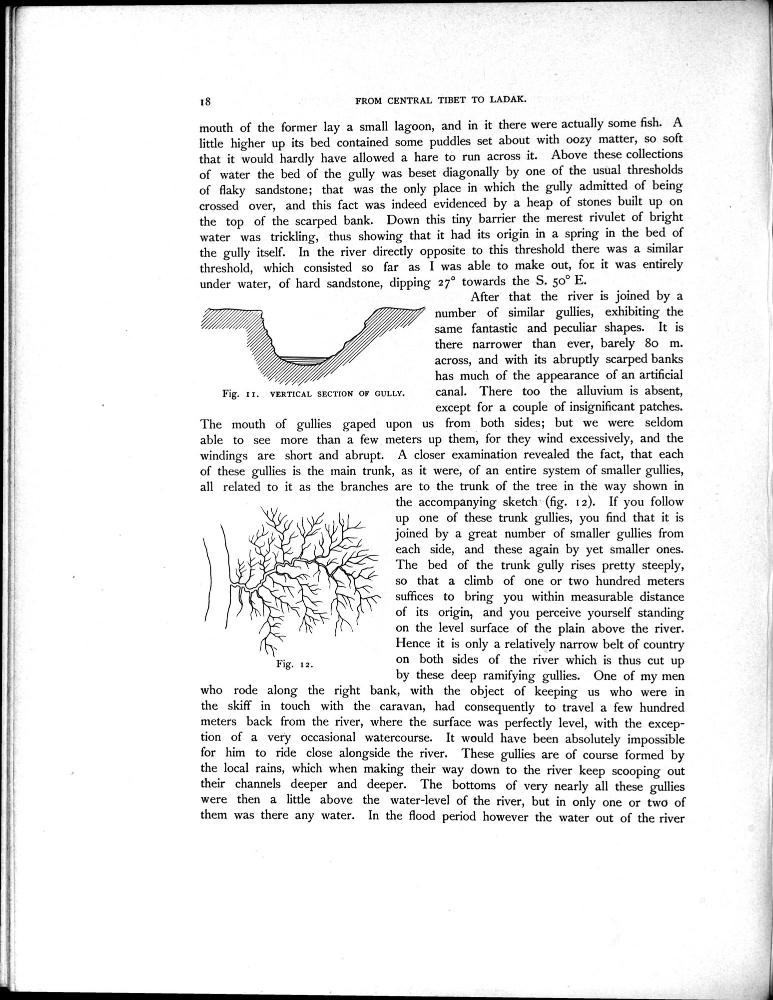 18 FROM CENTRAL TIBET TO LADAK.
mouth of the former lay a small lagoon, and in it there were actually some fish. A
little higher up its bed contained some puddles set about with oozy matter, so soft
that it would hardly have allowed a hare to run across it. Above these collections
of water the bed of the gully was beset diagonally by one of the usual thresholds
of flaky sandstone; that was the only place in which the gully admitted of being
crossed over, and this fact was indeed evidenced by a heap of stones built up on
the top of the scarped bank. Down this tiny barrier the merest rivulet of bright
water was trickling, thus showing that it had its origin in a spring in the bed of
the gully itself. In the river directly opposite to this threshold there was a similar
threshold, which consisted so far as I was able to make out, for it was entirely
under water, of hard sandstone, dipping 27° towards the S. 50° E.
After that the river is joined by a
number of similar gullies, exhibiting the
same fantastic and peculiar shapes. It is
there narrower than ever, barely 80 m.
across, and with its abruptly scarped banks
has much of the appearance of an artificial
canal. There too the alluvium is absent,
except for a couple of insignificant patches.
Fig. 11. VERTICAL SECTION OF GULLY.
The mouth of gullies gaped upon us from both sides; but we were seldom
able to see more than a few meters up them, for they wind excessively, and the
windings are short and abrupt. A closer examination revealed the fact, that each
of these gullies is the main trunk, as it were, of an entire system of smaller gullies,
all related to it as the branches are to the trunk of the tree in the way shown in
the accompanying sketch (fig. 12). If you follow
up one of these trunk gullies, you find that it is
joined by a great number of smaller gullies from
each side, and these again by yet smaller ones.
The bed of the trunk gully rises pretty steeply,
so that a climb of one or two hundred meters
suffices to bring you within measurable distance
of its origin, and you perceive yourself standing
on the level surface of the plain above the river.
Hence it is only a relatively narrow belt of country
on both sides of the river which is thus cut up
by these deep ramifying gullies. One of my men
Fig. 12.
who rode along the right bank, with the object of keeping us who were in
the skiff in touch with the caravan, had consequently to travel a few hundred
meters back from the river, where the surface was perfectly level, with the excep-
tion of a very occasional watercourse. It would have been absolutely impossible
for him to ride close alongside the river. These gullies are of course formed by
the local rains, which when making their way down to the river keep scooping out
their channels deeper and deeper. The bottoms of very nearly all these gullies
were then a little above the water-level of the river, but in only one or two of
them was there any water. In the flood period however the water out of the river